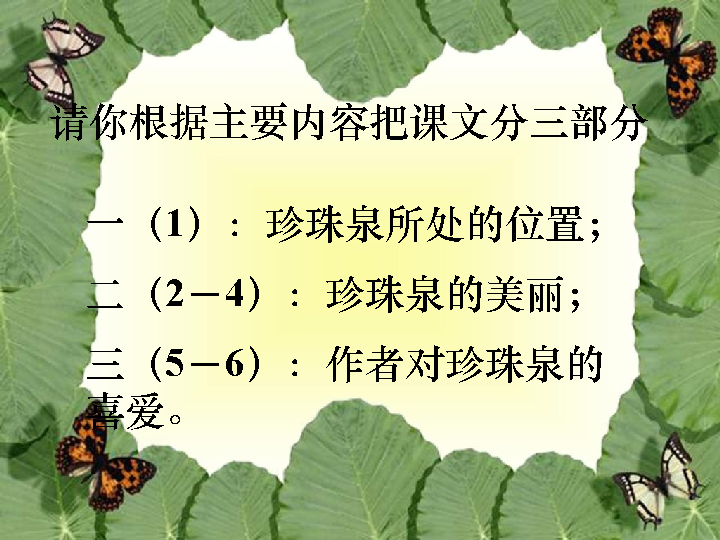 请你根据主要内容把课文分三部分
一（1）：珍珠泉所处的位置；
二（2－4）：珍珠泉的美丽；
三（5－6）：作者对珍珠泉的
喜爱。